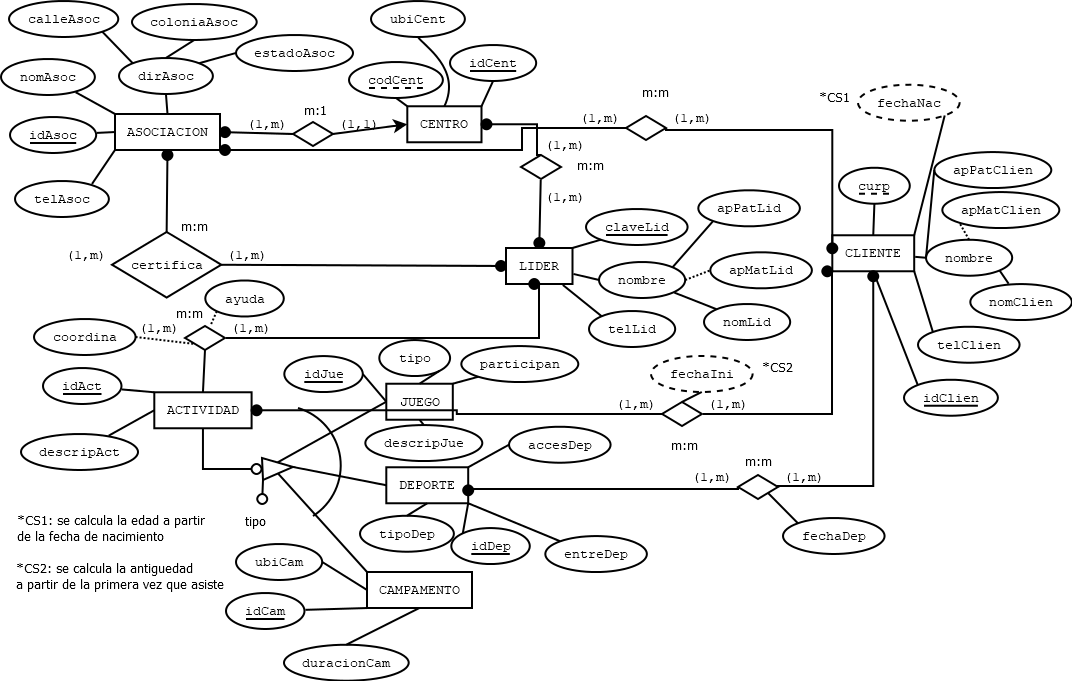 calleAsoc
coloniaAsoc
estadoAsoc
nomAsoc
dirAsoc
idAsoc
ASOCIACION
telAsoc
ubiCent
idCent
codCent
m:1
(1,m)
(1,1)
CENTRO
m:m
(1,m)
(1,m)
*CS1
fechaNac
(1,m)
m:m
(1,m)
curp
apPatClien
apMatClien
CLIENTE
nombre
nomClien
telClien
idClien
m:m
(1,m)
certifica
(1,m)
claveLid
apPatLid
LIDER
nombre
apMatLid
telLid
nomLid
ayuda
m:m
coordina
(1,m)
(1,m)
idAct
ACTIVIDAD
descripAct
tipo
idJue
participan
JUEGO
descripJue
fechaIni
*CS2
(1,m)
(1,m)
m:m
accesDep
DEPORTE
m:m
(1,m)
(1,m)
tipo
tipoDep
idDep
entreDep
fechaDep
*CS1: se calcula la edad a partir
de la fecha de nacimiento
*CS2: se calcula la antiguedad
a partir de la primera vez que asiste
ubiCam
CAMPAMENTO
idCam
duracionCam